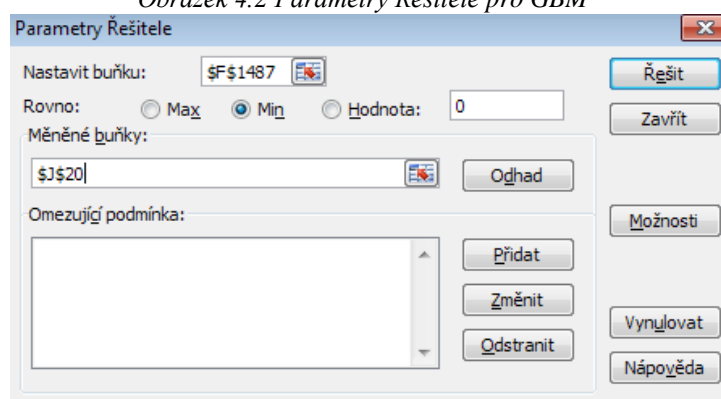 Obrázek 4.2 Parametry Řešitele pro GBM
Parametry Řešitele
Nastavit buňku: $F$1487 Řešit
Rovno: Max Min Hodnota: 0 Zavřít
Měněné buňky:
$J$20 Odhad
Omezující podmínka: Možnosti
Přidat
Změnit
Odstranit
Vynulovat
Nápověda